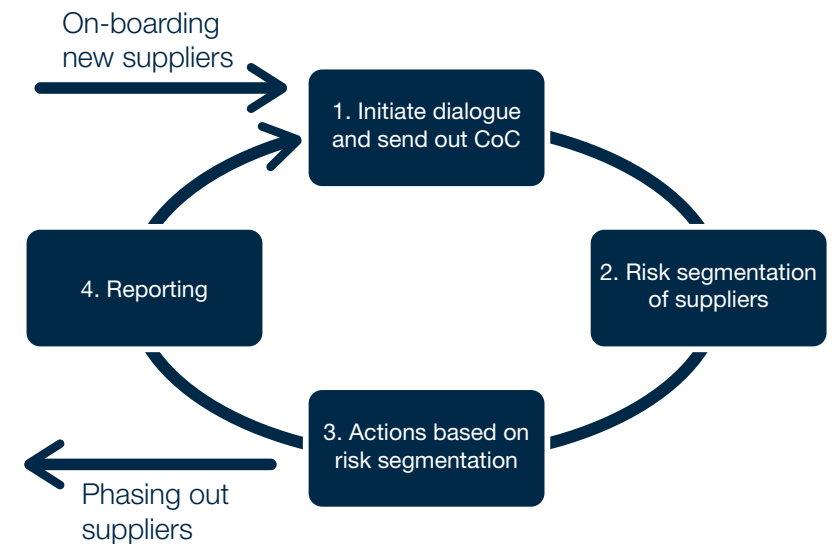 On-boarding
new suppliers
1. Initiate dialogue
and send out CoC
2. Risk segmentation
of suppliers
3. Actions based on
risk segmentation
4. Reporting
Phasing out
suppliers